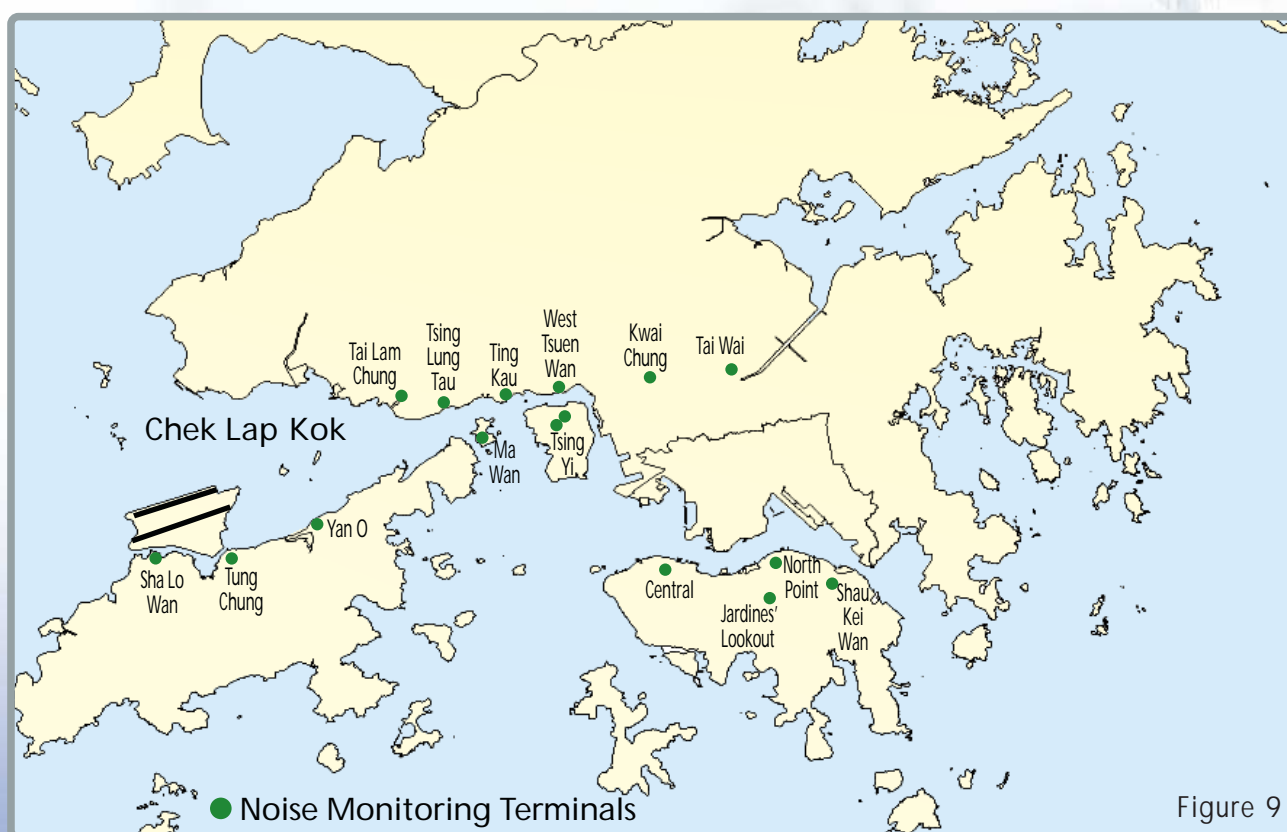 West
Tsuen
Wan
Tsing
Lung
Tau
Kwai
Chung
Tai Wai
Tai Lam
Chung
Ting
Kau
Chek Lap Kok
Tsing
Yi
Ma
Wan
Yan O
Sha Lo
Wan
Tung
Chung
Central
North
Point
Jardines'
Lookout
Shau
Kei
Wan
Noise Monitoring Terminals
Figure 9